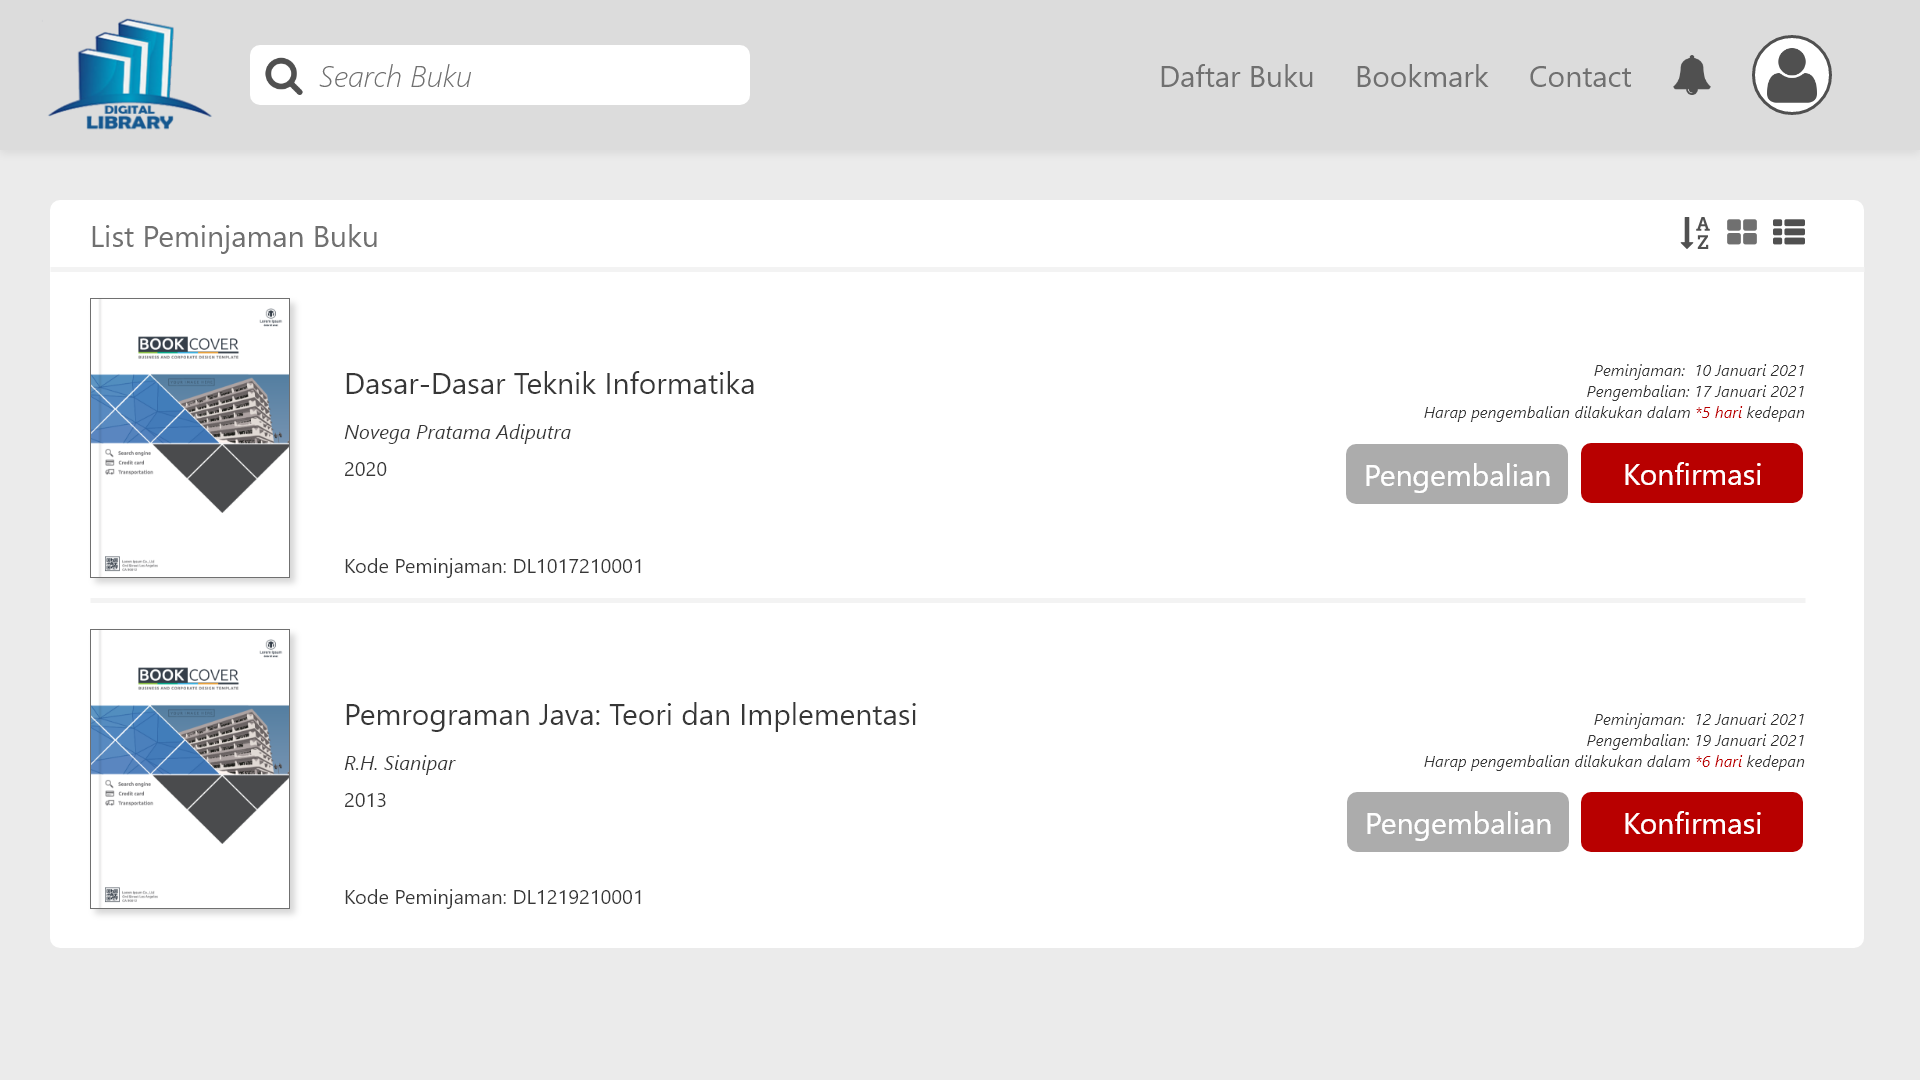 DIGITAL
LIBRARY
Search Buku
Daftar Buku
Bookmark
Contact
List Peminjaman Buku
A
Z
BOOK COVER
BUSINESS AND CORPORATE DESIGN TEMPLATE
Search engine
Credit card
Transportation
Dasar-Dasar Teknik Informatika
Novega Pratama Adiputra
2020
Kode Peminjaman: DL1017210001
Peminjaman: 10 Januari 2021
Pengembalian: 17 Januari 2021
Harap pengembalian dilakukan dalam *5 hari kedepan
Pengembalian
Konfirmasi
BOOK COVER
BUSINESS AND CORPORATE DESIGN TEMPLATE
Search engine
Credit card
Transportation
Pemrograman Java: Teori dan Implementasi
R.H. Sianipar
2013
Kode Peminjaman: DL1219210001
Peminjaman: 12 Januari 2021
Pengembalian: 19 Januari 2021
Harap pengembalian dilakukan dalam *6 hari kedepan
Pengembalian
Konfirmasi